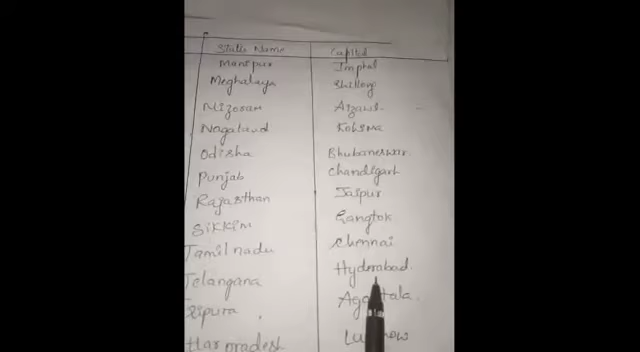 State Name Capital
Manipur Imphal
Meghalaya Shillong
Mizoram Aizawl
Nagaland Kohima
Odisha Bhubaneswar
Punjab Chandigarh
Rajasthan Jaipur
Sikkim Gangtok
Tamil nadu Chennai
Telangana Hyderabad
Tripura